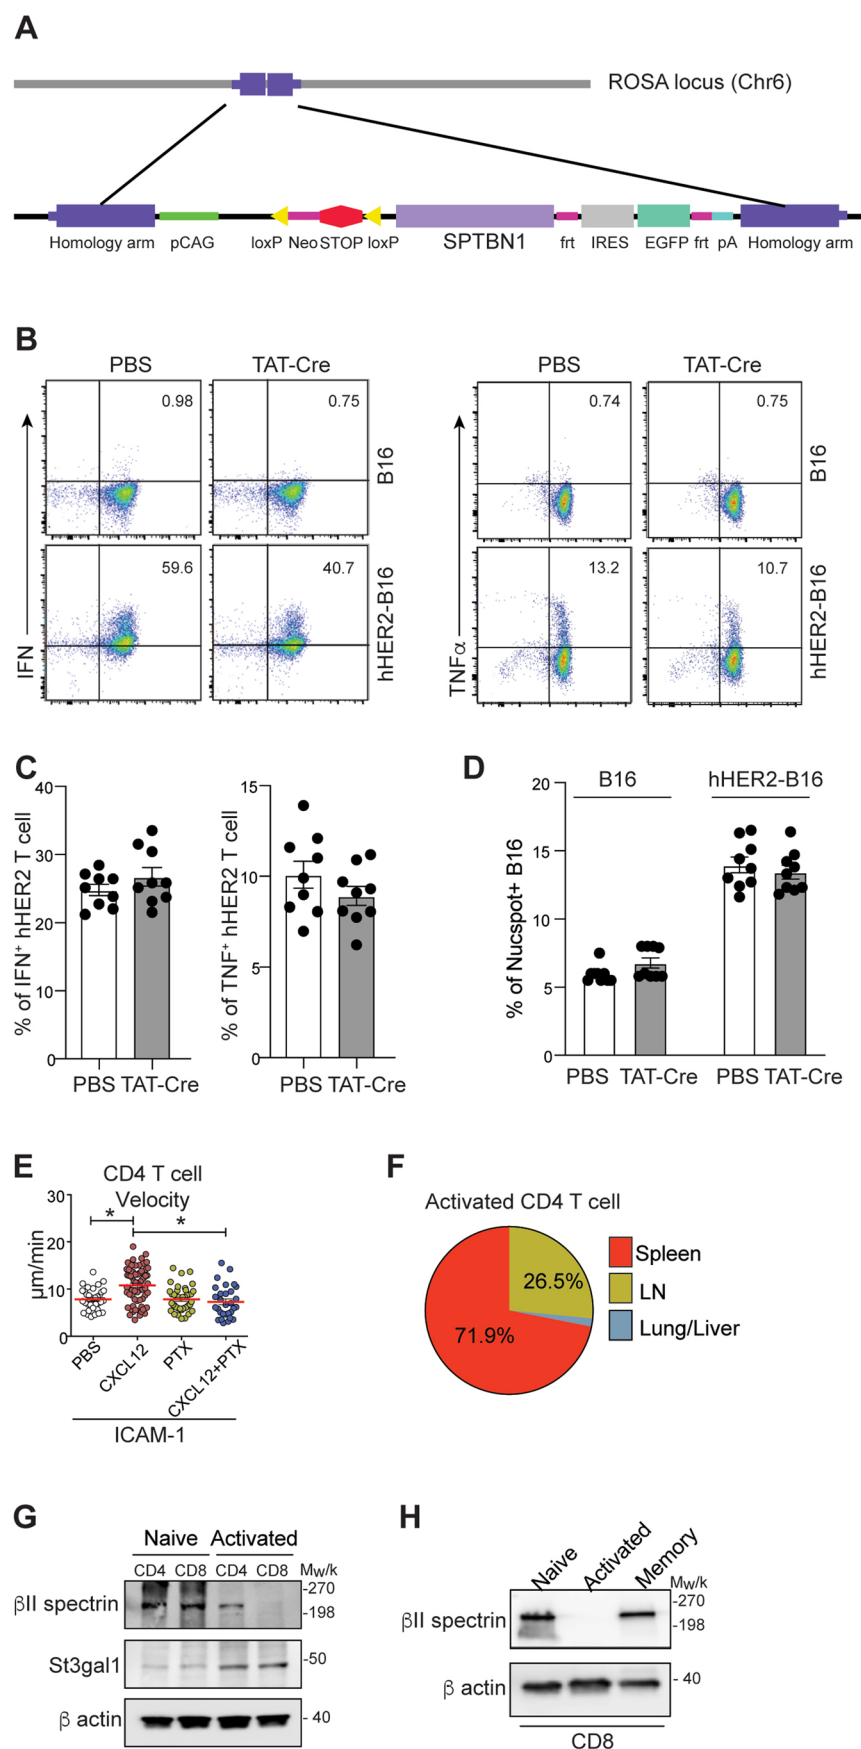 A
ROSA locus (Chr6)
Homology arm pCAG loxP Neo STOP loxP SPTBN1 frt IRES EGFP frt pA Homology arm
B
PBS TAT-Cre PBS TAT-Cre
0.98 0.75 0.74 0.75
B16 B16
59.6 40.7 13.2 10.7
hHER2-B16 hHER2-B16
IFN TNFα
C
% of IFN⁺ hHER2 T cell
40
30
20
10
0
PBS TAT-Cre
% of TNF⁺ hHER2 T cell
15
10
5
0
PBS TAT-Cre
D
B16 hHER2-B16
% of Nucspot+ B16
20
15
10
5
0
PBS TAT-Cre PBS TAT-Cre
E
CD4 T cell
Velocity
µm/min
30
20
10
0
* *
PBS CXCL12 PTX CXCL12+PTX
ICAM-1
F
Activated CD4 T cell
26.5%
71.9%
Spleen
LN
Lung/Liver
G
Naive Activated
CD4 CD8 CD4 CD8 Mw/k
βII spectrin -270
-198
St3gal1 -50
β actin - 40
H
Naive Activated Memory
Mw/k
βII spectrin -270
-198
β actin - 40
CD8